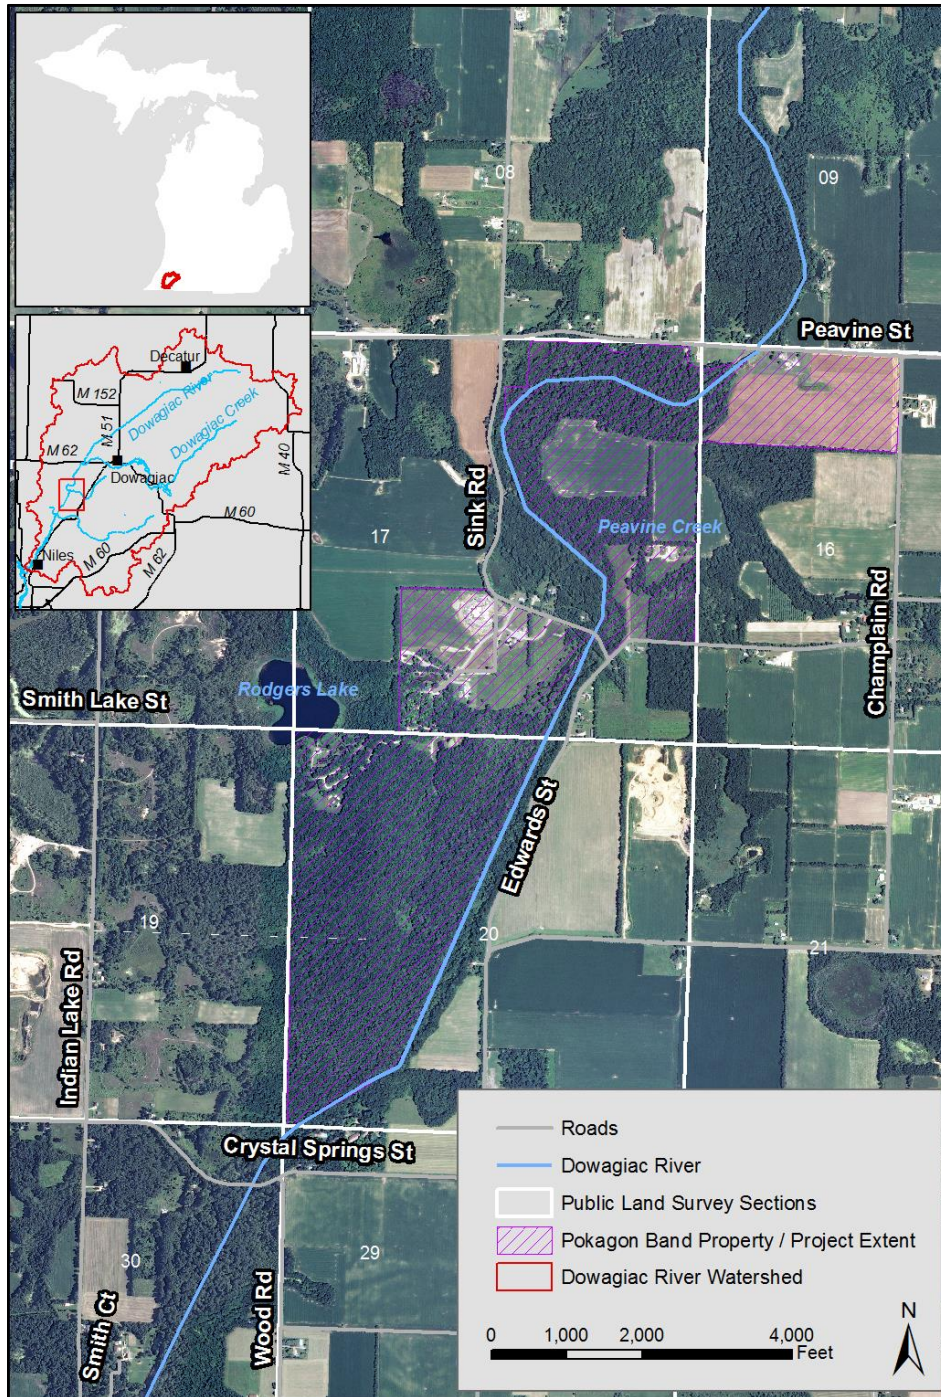 Decatur
M 152
M 51
Dowagiac River
Dowagiac Creek
M 62
M 40
Dowagiac
M 60
Niles
M 60
M 62
08
09
Peavine St
Sink Rd
17
Peavine Creek
16
Champlain Rd
Rodgers Lake
Smith Lake St
Edwards St
19
20
21
Indian Lake Rd
Crystal Springs St
30
29
Smith Ct
Wood Rd
Roads
Dowagiac River
Public Land Survey Sections
Pokagon Band Property / Project Extent
Dowagiac River Watershed
N
0 1,000 2,000 4,000
Feet